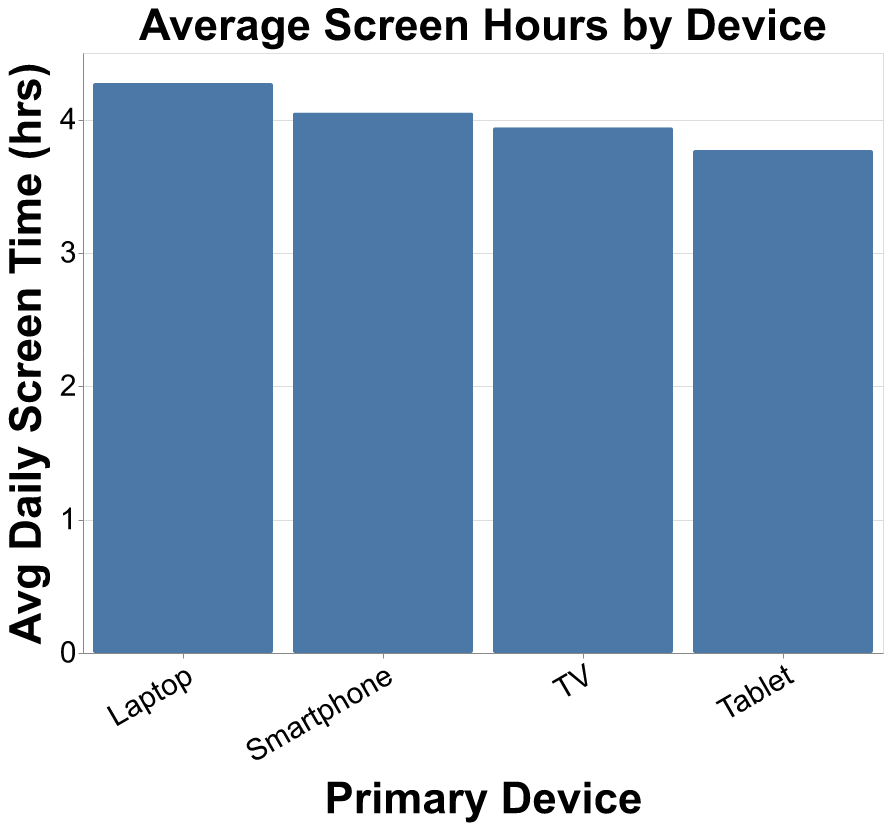 Average Screen Hours by Device
Avg Daily Screen Time (hrs)
4
3
2
1
0
Laptop
Smartphone
TV
Tablet
Primary Device